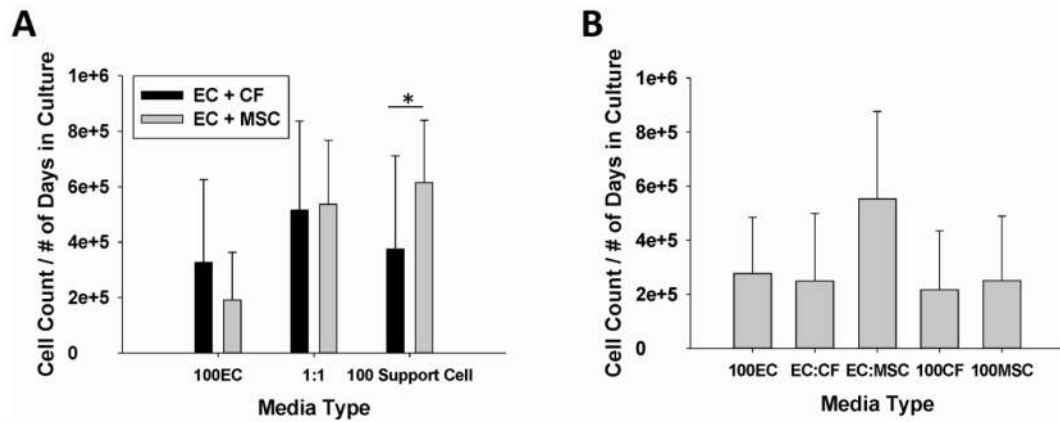 A
Cell Count / # of Days in Culture
1e+6
8e+5
6e+5
4e+5
2e+5
0
EC + CF
EC + MSC
*
100EC 1:1 100 Support Cell
Media Type
B
Cell Count / # of Days in Culture
1e+6
8e+5
6e+5
4e+5
2e+5
0
100EC EC:CF EC:MSC 100CF 100MSC
Media Type